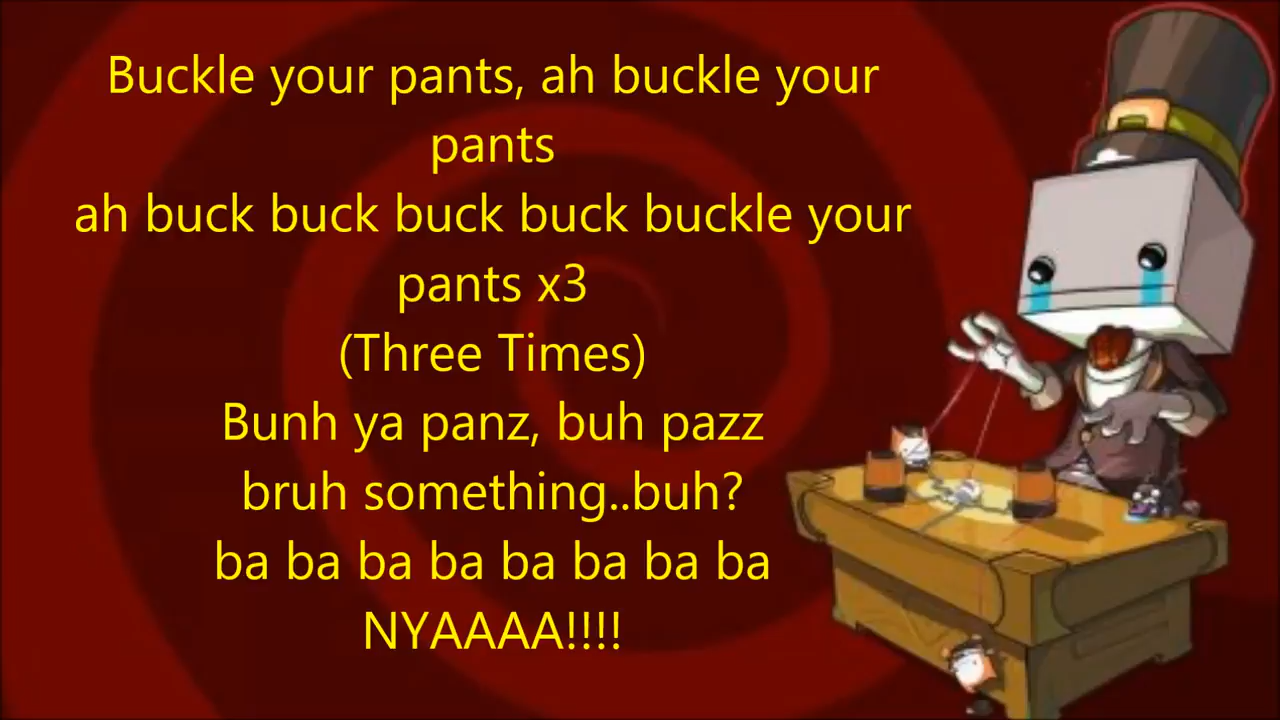 Buckle your pants, ah buckle your
pants
ah buck buck buck buck buckle your
pants x3
(Three Times)
Bunh ya panz, buh pazz
bruh something..buh?
ba ba ba ba ba ba ba ba
NYAAAA!!!!